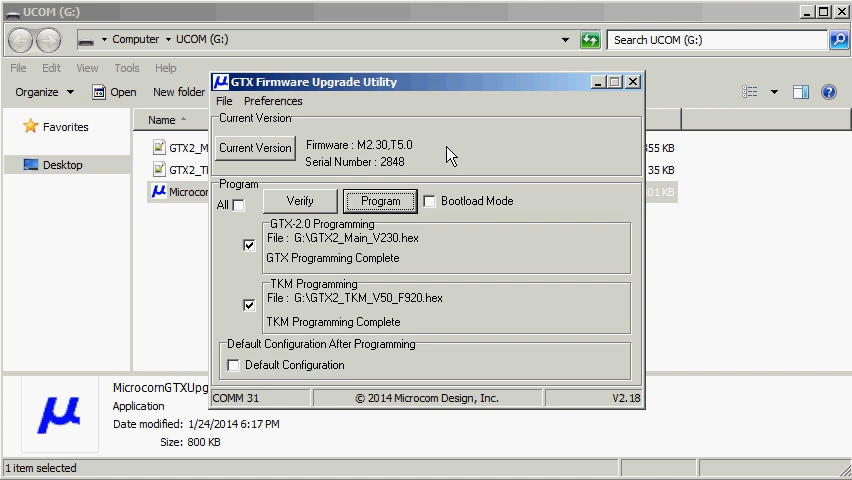 UCOM (G:)
Computer UCOM (G:)
Search UCOM (G:)
File Edit View Tools Help
Organize Open New folder
Favorites
Desktop
Name
GTX2_M
455 KB
GTX2_T
35 KB
Microcor
801 KB
GTX Firmware Upgrade Utility
File Preferences
Current Version
Current Version
Firmware : M2.30,T5.0
Serial Number : 2848
Program
All
Verify
Program
Bootload Mode
GTX-2.0 Programming
File : G:\GTX2_Main_V230.hex
GTX Programming Complete
TKM Programming
File : G:\GTX2_TKM_V50_F920.hex
TKM Programming Complete
Default Configuration After Programming
Default Configuration
COMM 31
© 2014 Microcom Design, Inc.
V2.18
MicrocomGTXUpg
Application
Date modified: 1/24/2014 6:17 PM
Size: 800 KB
1 item selected